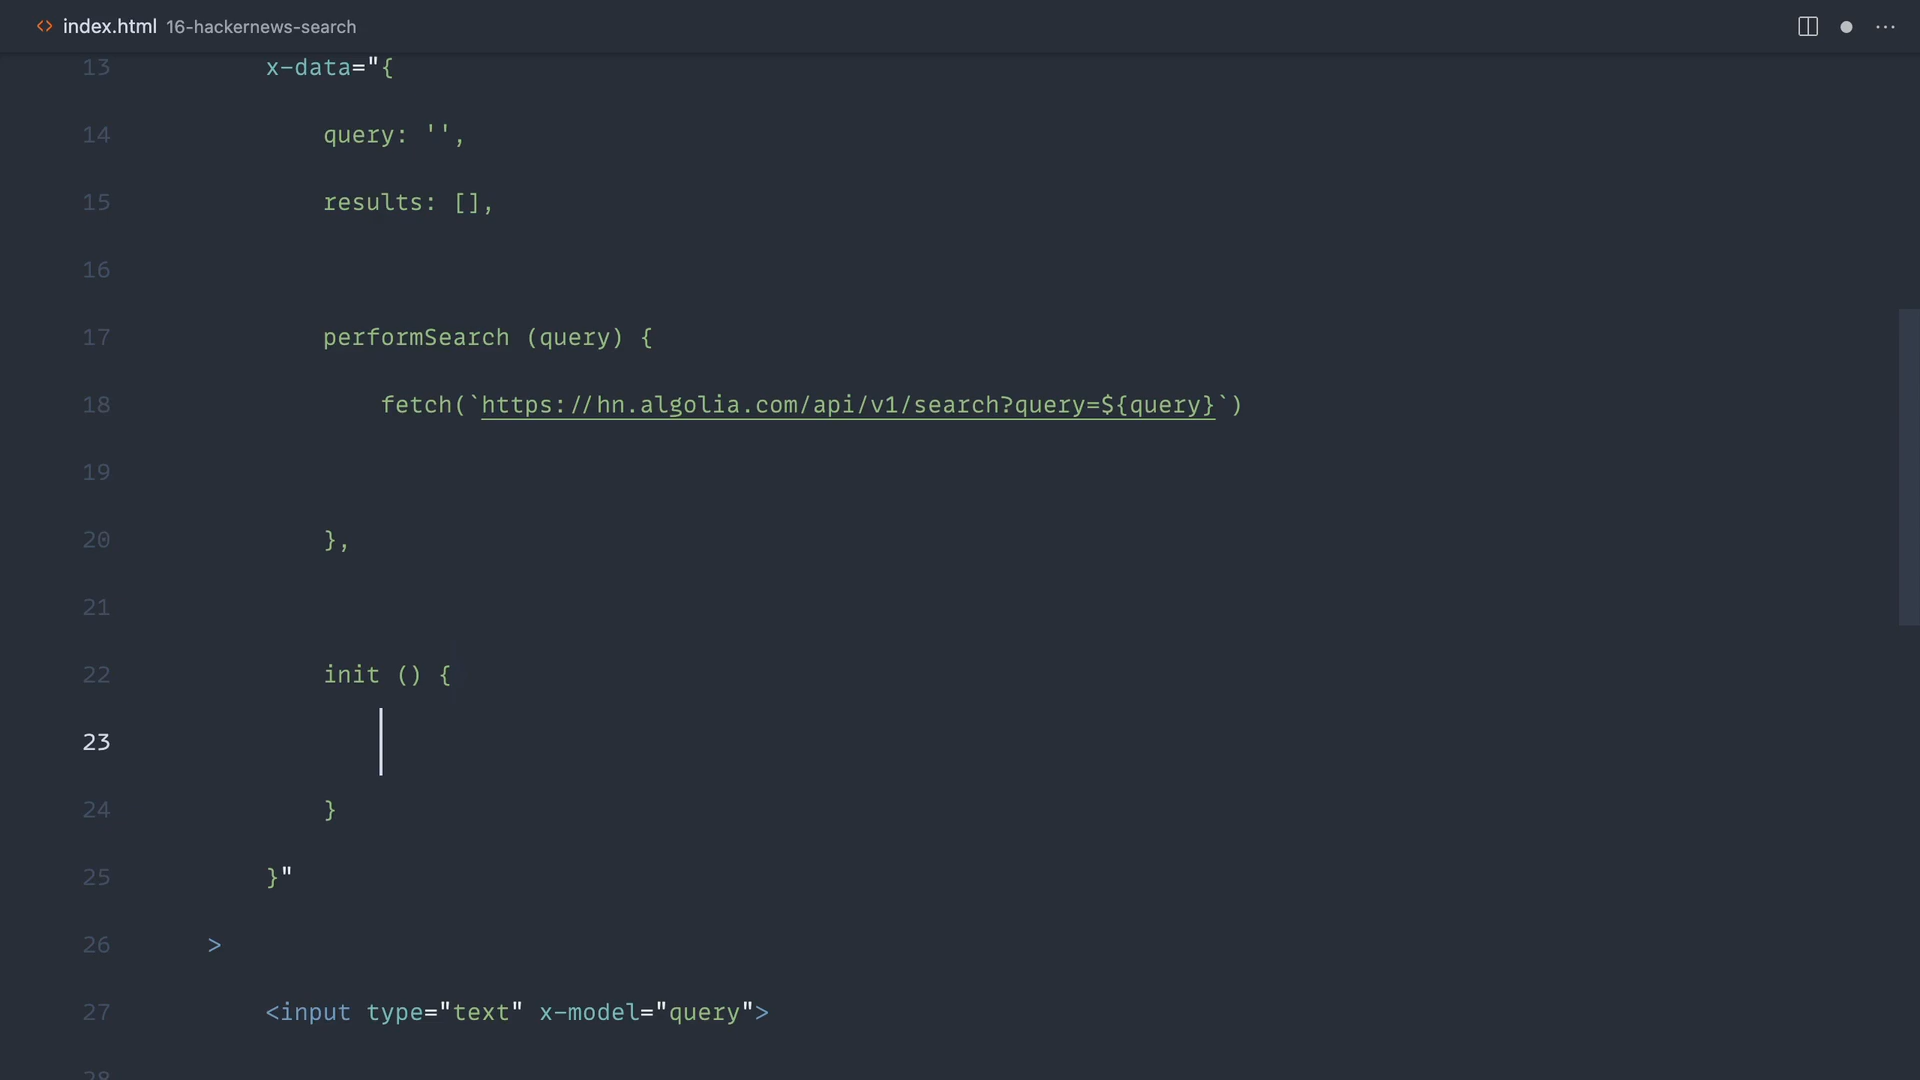 <> index.html 16-hackernews-search
13 x-data="{
14 query: '',
15 results: [],
16
17 performSearch (query) {
18 fetch(`https://hn.algolia.com/api/v1/search?query=${query}`)
19
20 },
21
22 init () {
23
24 }
25 }"
26 >
27 <input type="text" x-model="query">
28